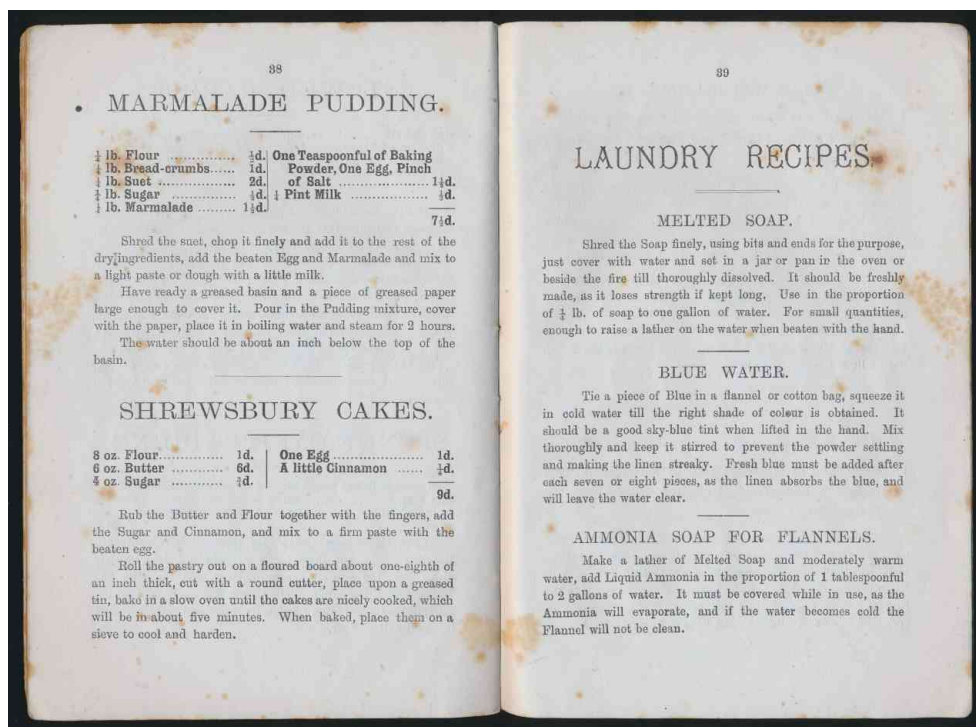 38
MARMALADE PUDDING.
¼ lb. Flour .............. ½d.
¼ lb. Bread-crumbs...... 1d.
¼ lb. Suet ................ 2d.
lb. Sugar ............... ½d.
¼ lb. Marmalade ......... 1½d.
One Teaspoonful of Baking
Powder, One Egg, Pinch
of Salt .................. 1½d.
¼ Pint Milk .................. ½d.
7½d.
Shred the suet, chop it finely and add it to the rest of the
dry ingredients, add the beaten Egg and Marmalade and mix to
a light paste or dough with a little milk.
Have ready a greased basin and a piece of greased paper
large enough to cover it. Pour in the Pudding mixture, cover
with the paper, place it in boiling water and steam for 2 hours.
The water should be about an inch below the top of the
basin.
SHREWSBURY CAKES.
8 oz. Flour.............. 1d.
6 oz. Butter ............ 6d.
4 oz. Sugar ............ ¾d.
One Egg ..................... 1d.
A little Cinnamon ...... ¼d.
9d.
Rub the Butter and Flour together with the fingers, add
the Sugar and Cinnamon, and mix to a firm paste with the
beaten egg.
Roll the pastry out on a floured board about one-eighth of
an inch thick, cut with a round cutter, place upon a greased
tin, bake in a slow oven until the cakes are nicely cooked, which
will be in about five minutes. When baked, place them on a
sieve to cool and harden.
39
LAUNDRY RECIPES.
MELTED SOAP.
Shred the Soap finely, using bits and ends for the purpose,
just cover with water and set in a jar or pan in the oven or
beside the fire till thoroughly dissolved. It should be freshly
made, as it loses strength if kept long. Use in the proportion
of ¼ lb. of soap to one gallon of water. For small quantities,
enough to raise a lather on the water when beaten with the hand.
BLUE WATER.
Tie a piece of Blue in a flannel or cotton bag, squeeze it
in cold water till the right shade of colour is obtained. It
should be a good sky-blue tint when lifted in the hand. Mix
thoroughly and keep it stirred to prevent the powder settling
and making the linen streaky. Fresh blue must be added after
each seven or eight pieces, as the linen absorbs the blue, and
will leave the water clear.
AMMONIA SOAP FOR FLANNELS.
Make a lather of Melted Soap and moderately warm
water, add Liquid Ammonia in the proportion of 1 tablespoonful
to 2 gallons of water. It must be covered while in use, as the
Ammonia will evaporate, and if the water becomes cold the
Flannel will not be clean.